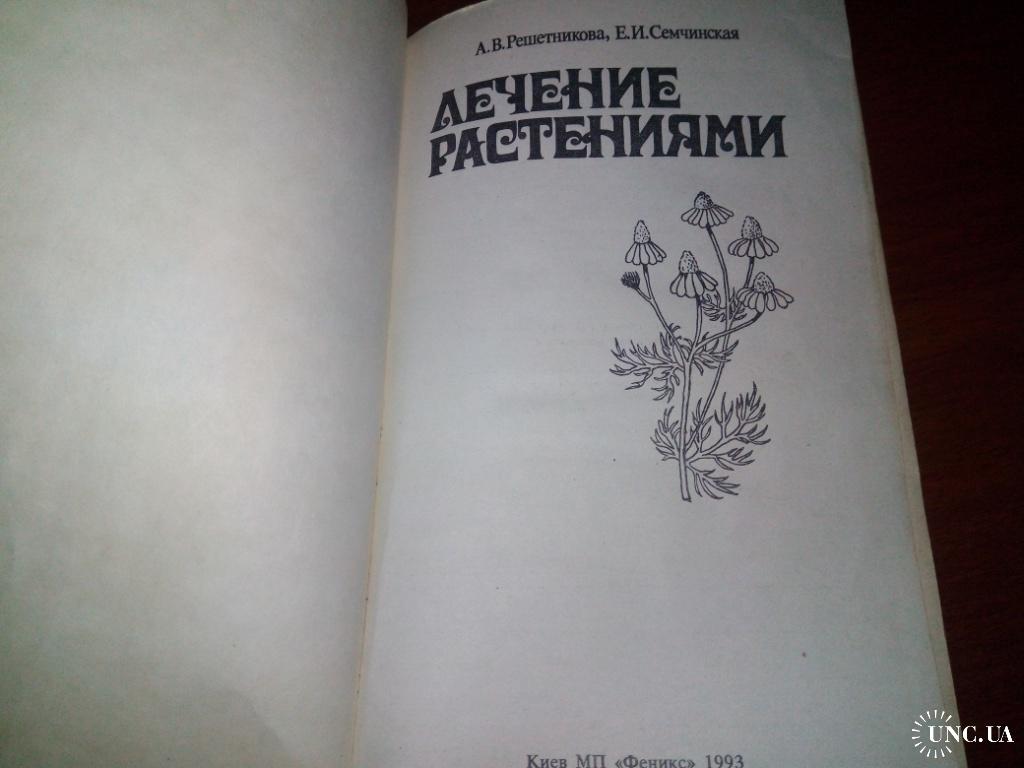 А.В.Решетникова, Е.И.Семчинская
ЛЕЧЕНИЕ
РАСТЕНИЯМИ
Киев МП «Феникс» 1993
UNC.UA